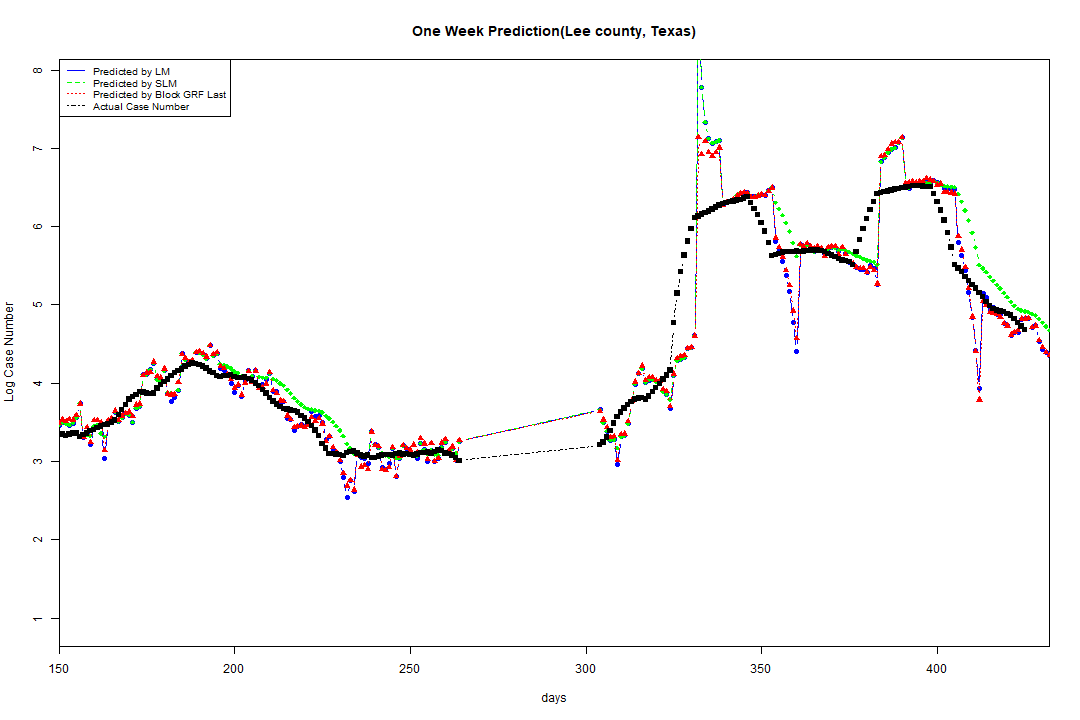 One Week Prediction(Lee county, Texas)
Predicted by LM
Predicted by SLM
Predicted by Block GRF Last
Actual Case Number
8
7
6
5
4
3
2
1
Log Case Number
150 200 250 300 350 400
days